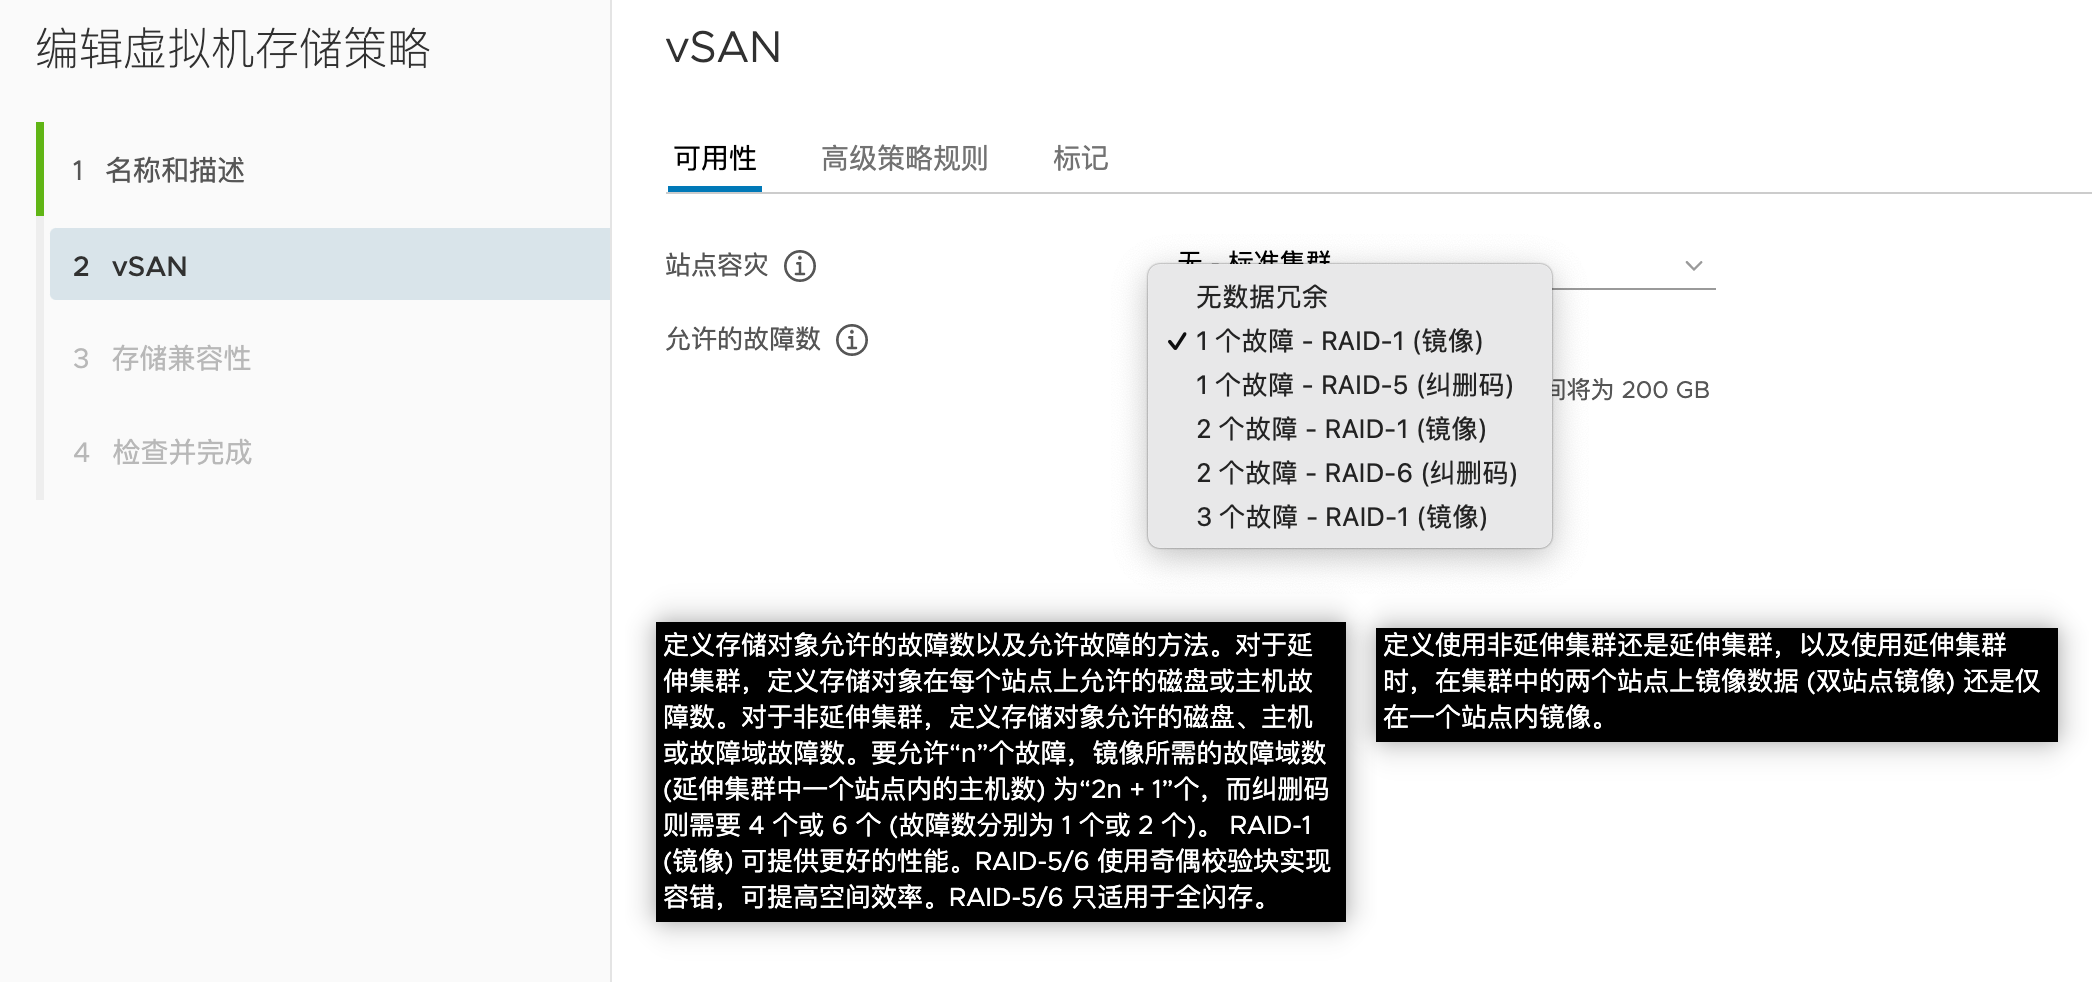 编辑虚拟机存储策略
1 名称和描述
2 vSAN
3 存储兼容性
4 检查并完成
vSAN
可用性 高级策略规则 标记
站点容灾
无 - 标准集群
允许的故障数
无数据冗余
✓ 1 个故障 - RAID-1 (镜像)
1 个故障 - RAID-5 (纠删码)
2 个故障 - RAID-1 (镜像)
2 个故障 - RAID-6 (纠删码)
3 个故障 - RAID-1 (镜像)
间将为 200 GB
定义存储对象允许的故障数以及允许故障的方法。对于延
伸集群，定义存储对象在每个站点上允许的磁盘或主机故
障数。对于非延伸集群，定义存储对象允许的磁盘、主机
或故障域故障数。要允许“n”个故障，镜像所需的故障域数
(延伸集群中一个站点内的主机数) 为“2n + 1”个，而纠删码
则需要 4 个或 6 个 (故障数分别为 1 个或 2 个)。 RAID-1
(镜像) 可提供更好的性能。RAID-5/6 使用奇偶校验块实现
容错，可提高空间效率。RAID-5/6 只适用于全闪存。
定义使用非延伸集群还是延伸集群，以及使用延伸集群
时，在集群中的两个站点上镜像数据 (双站点镜像) 还是仅
在一个站点内镜像。